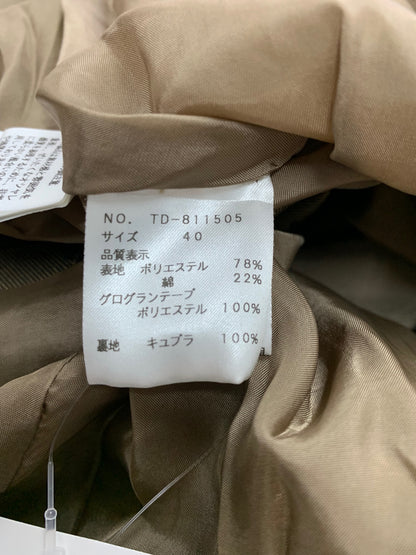 NO. TD-811505
サイズ 40
品質表示
表地 ポリエステル 78%
綿 22%
グログランテープ
ポリエステル 100%
裏地 キュプラ 100%